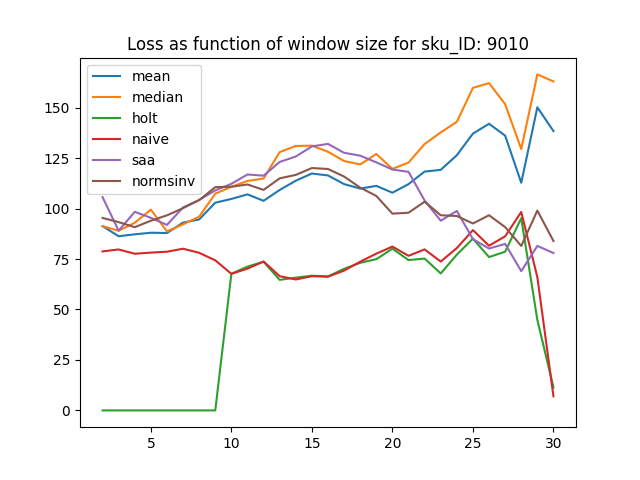 Loss as function of window size for sku_ID: 9010
mean
median
holt
naive
saa
normsinv
150
125
100
75
50
25
0
5 10 15 20 25 30